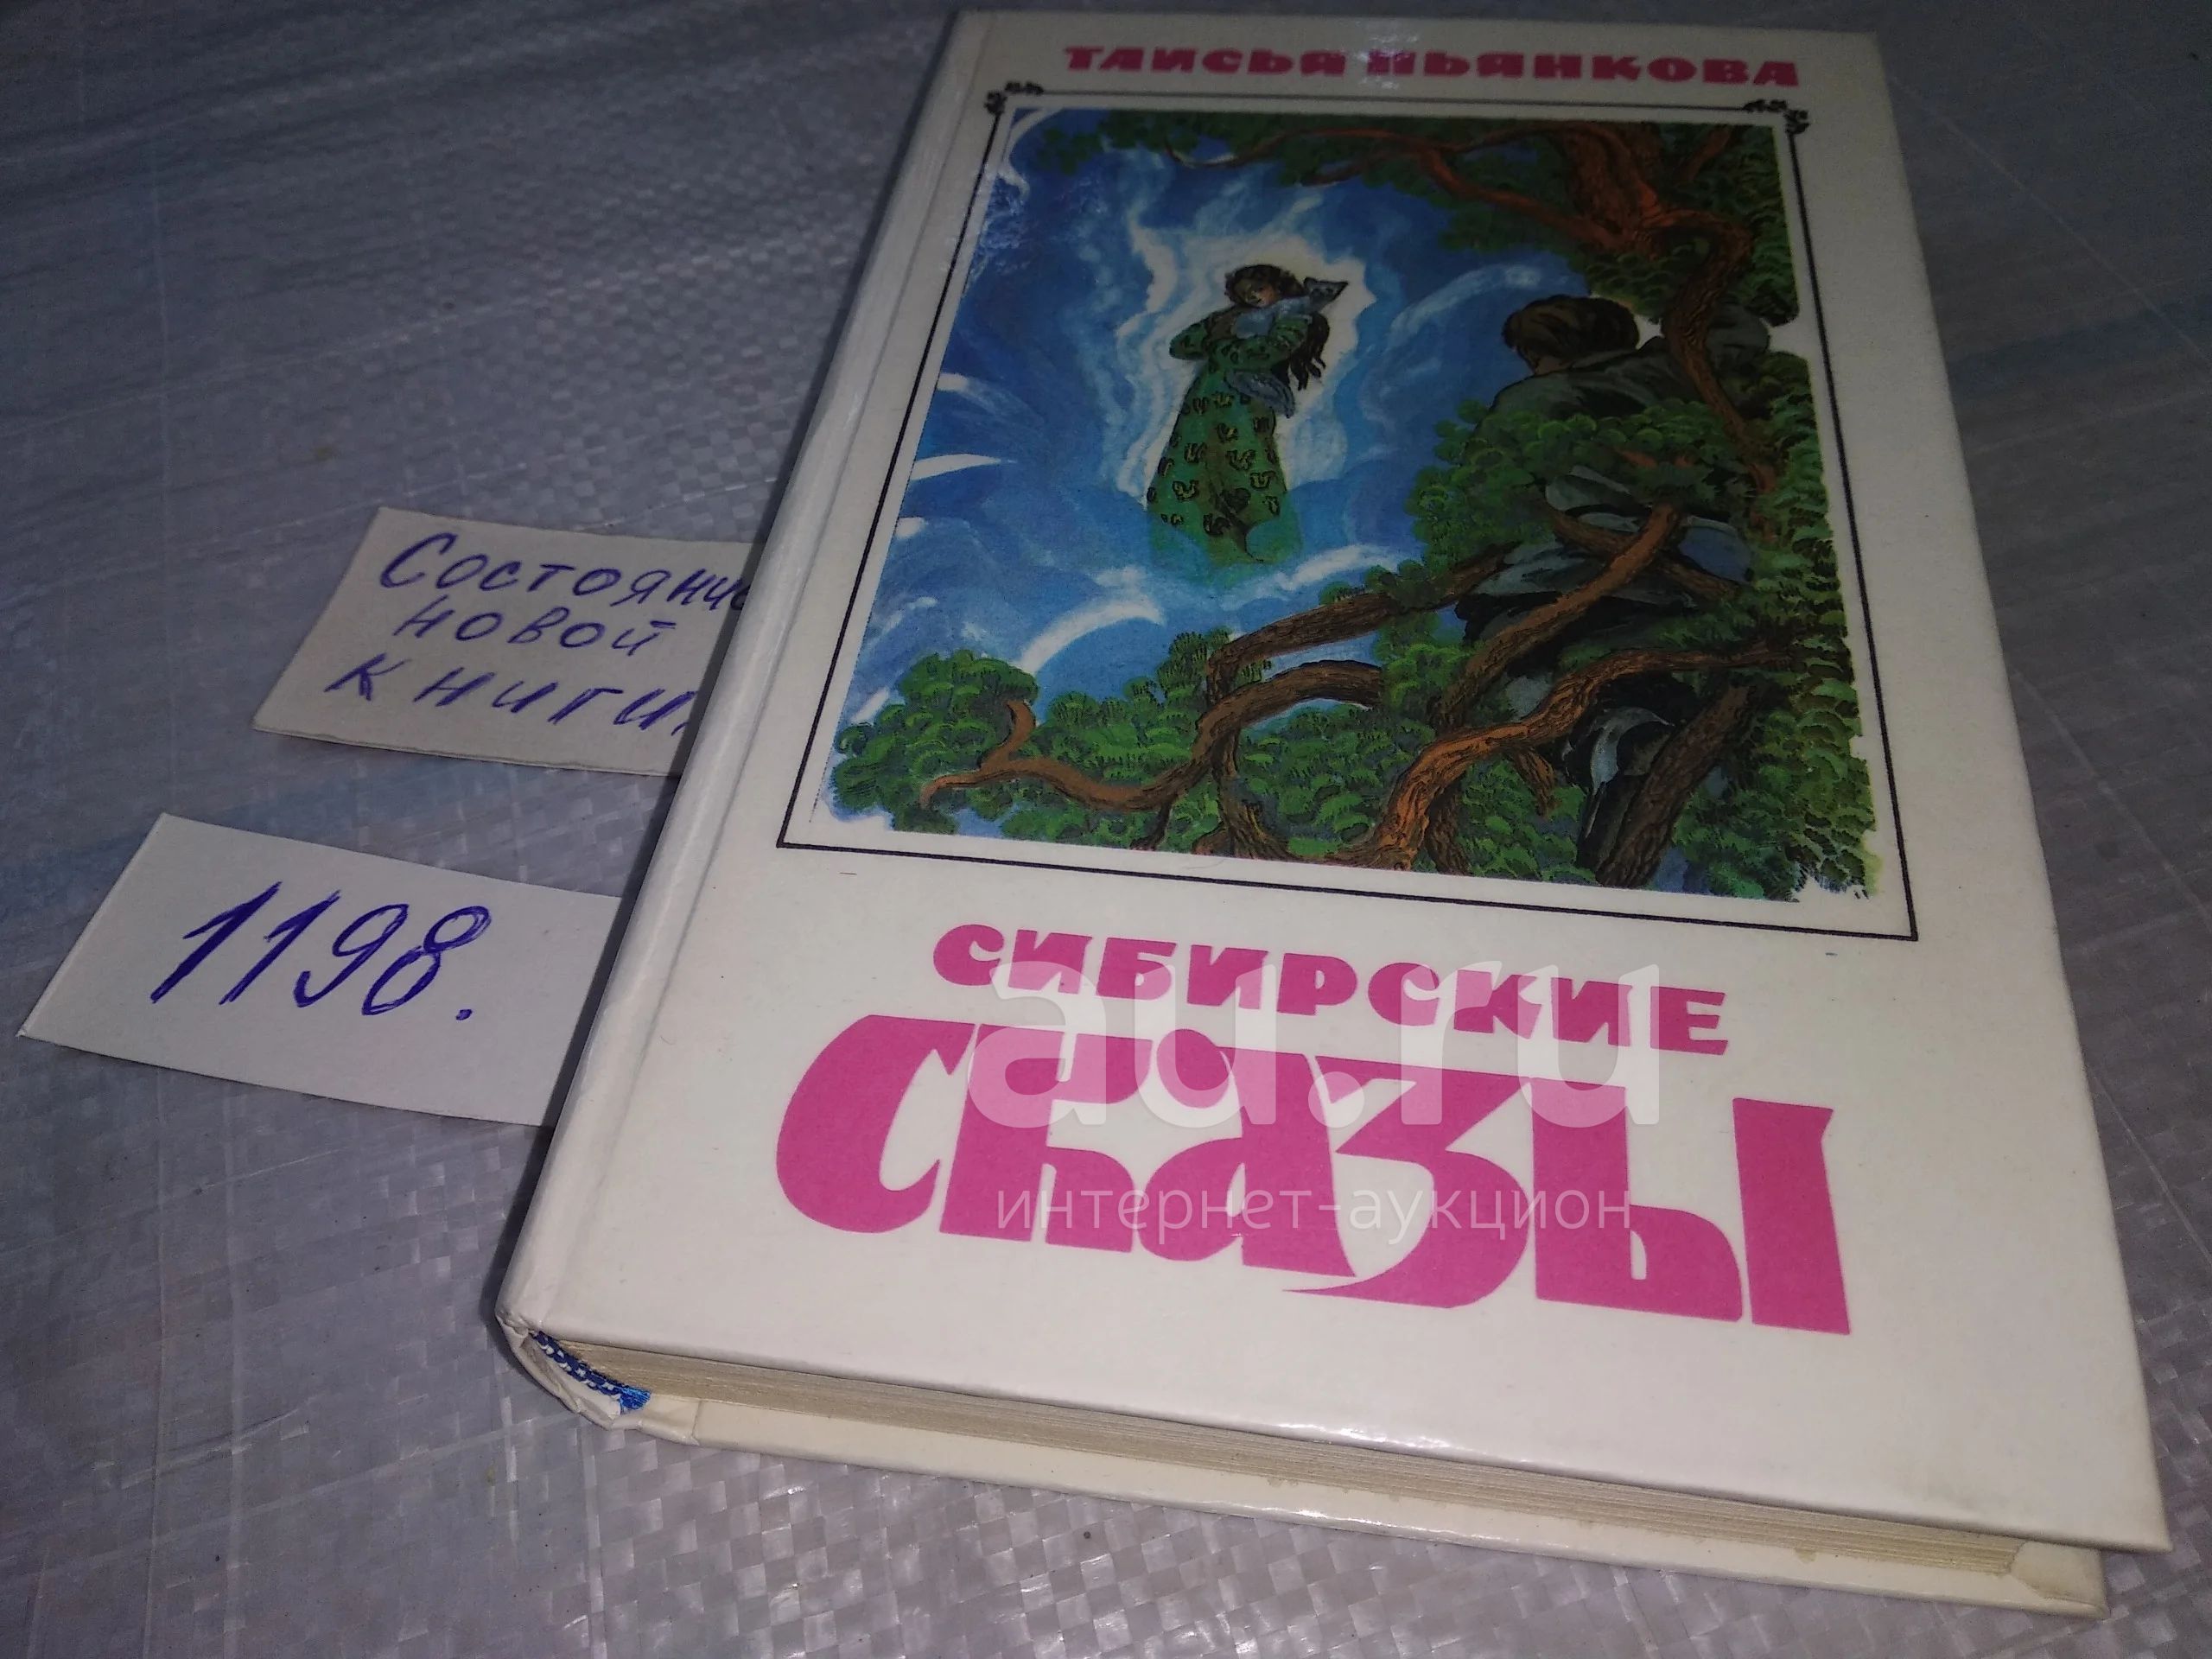 ТАИСЬЯ ПЬЯНКОВА
Состояние
новой
книги.
1198.
СИБИРСКИЕ
СКАЗЫ
au.ru
интернет-аукцион